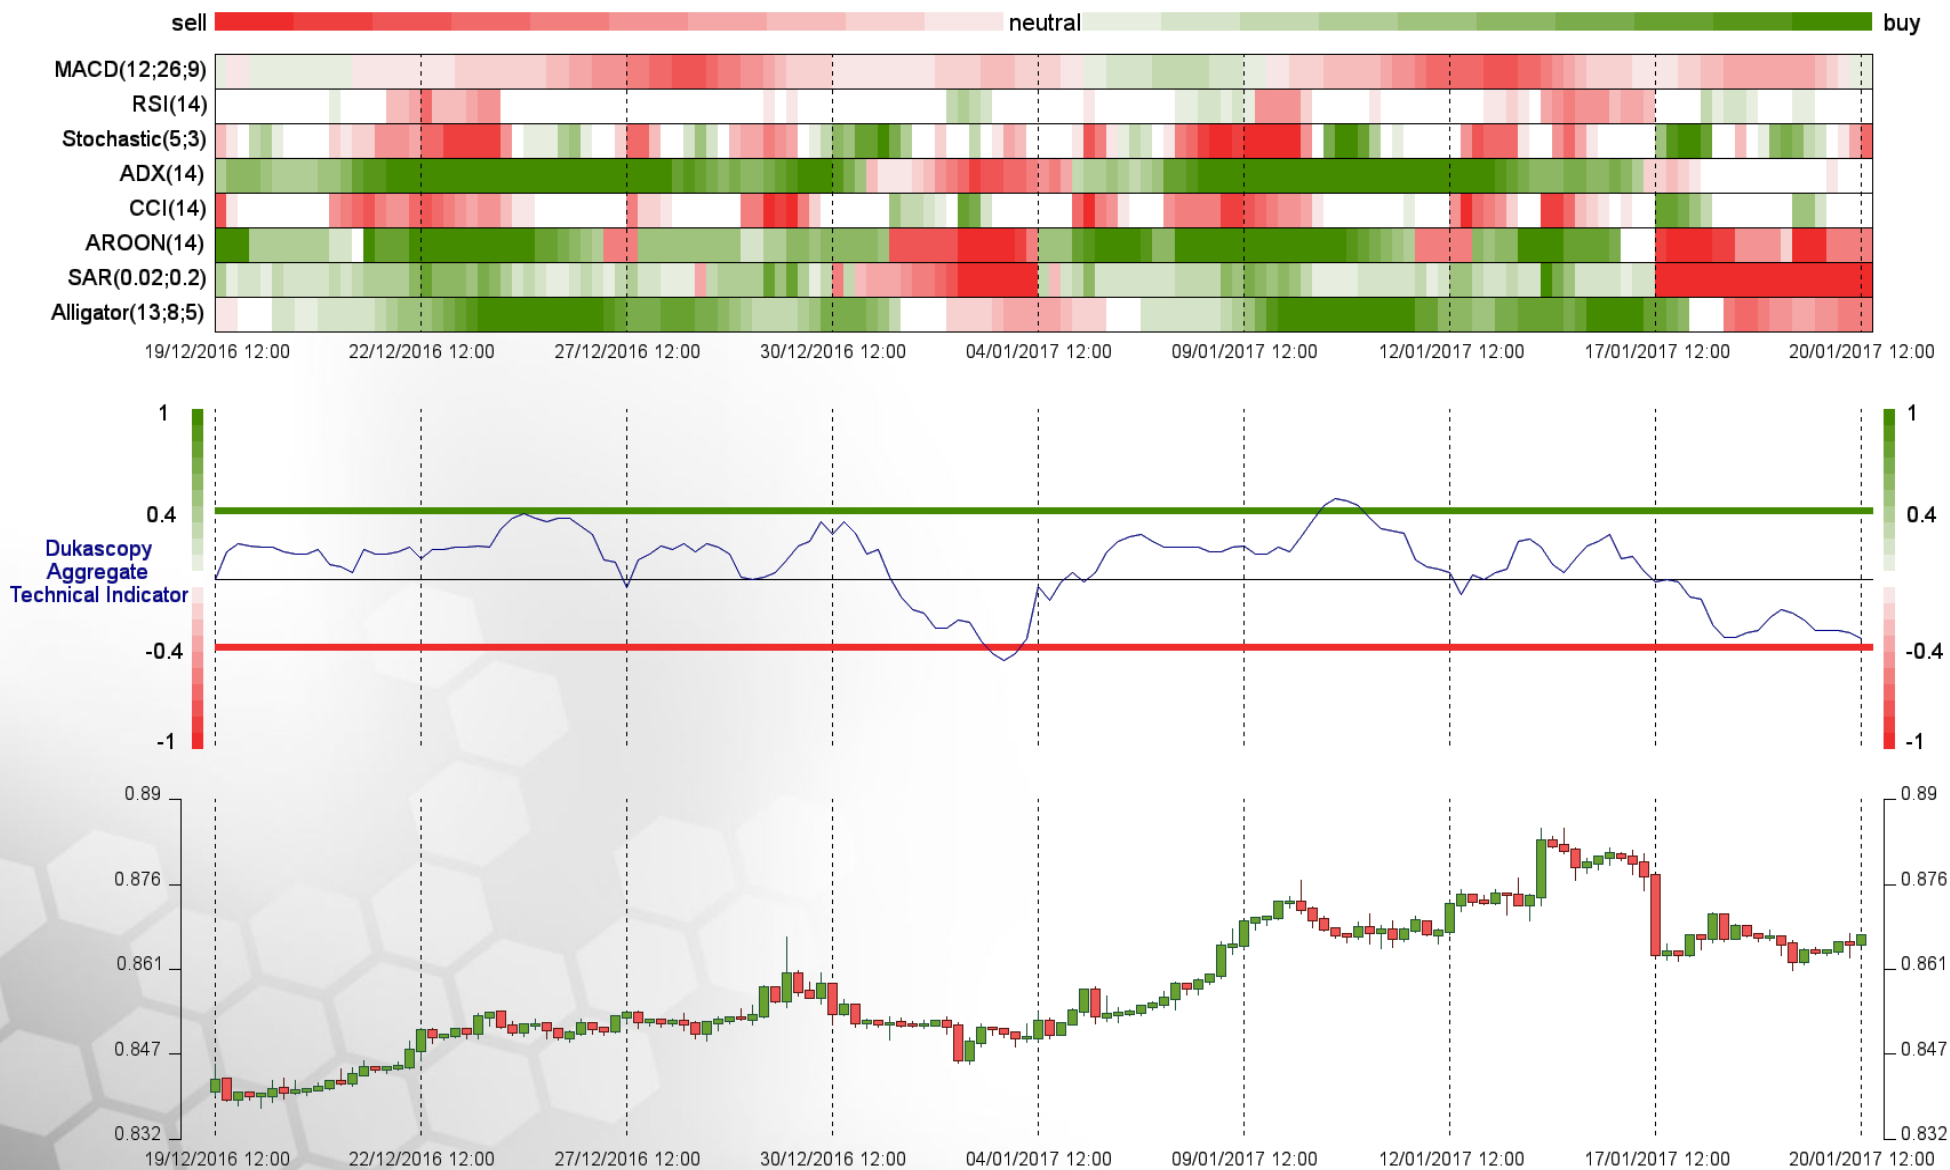 sell neutral buy
MACD(12;26;9)
RSI(14)
Stochastic(5;3)
ADX(14)
CCI(14)
AROON(14)
SAR(0.02;0.2)
Alligator(13;8;5)
19/12/2016 12:00 22/12/2016 12:00 27/12/2016 12:00 30/12/2016 12:00 04/01/2017 12:00 09/01/2017 12:00 12/01/2017 12:00 17/01/2017 12:00 20/01/2017 12:00
1 1
0.4 0.4
Dukascopy
Aggregate
Technical Indicator
-0.4 -0.4
-1 -1
0.89 0.89
0.876 0.876
0.861 0.861
0.847 0.847
0.832 0.832
19/12/2016 12:00 22/12/2016 12:00 27/12/2016 12:00 30/12/2016 12:00 04/01/2017 12:00 09/01/2017 12:00 12/01/2017 12:00 17/01/2017 12:00 20/01/2017 12:00